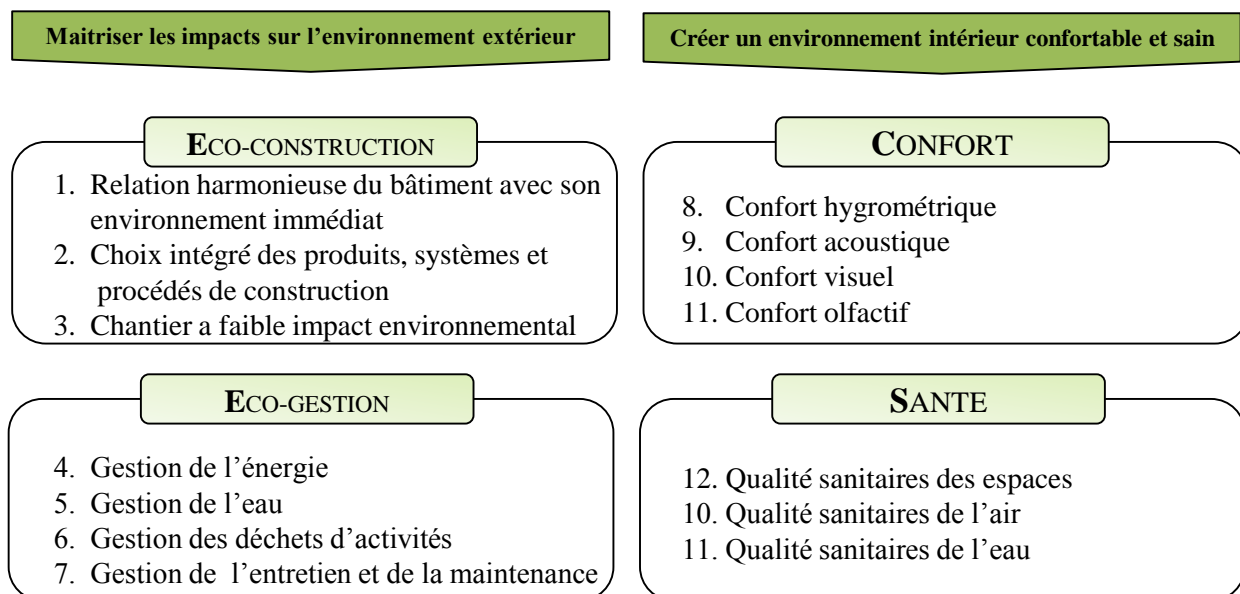 Maitriser les impacts sur l’environnement extérieur
ECO-CONSTRUCTION
1. Relation harmonieuse du bâtiment avec son
environnement immédiat
2. Choix intégré des produits, systèmes et
procédés de construction
3. Chantier a faible impact environnemental
ECO-GESTION
4. Gestion de l’énergie
5. Gestion de l’eau
6. Gestion des déchets d’activités
7. Gestion de l’entretien et de la maintenance
Créer un environnement intérieur confortable et sain
CONFORT
8. Confort hygrométrique
9. Confort acoustique
10. Confort visuel
11. Confort olfactif
SANTE
12. Qualité sanitaires des espaces
10. Qualité sanitaires de l’air
11. Qualité sanitaires de l’eau